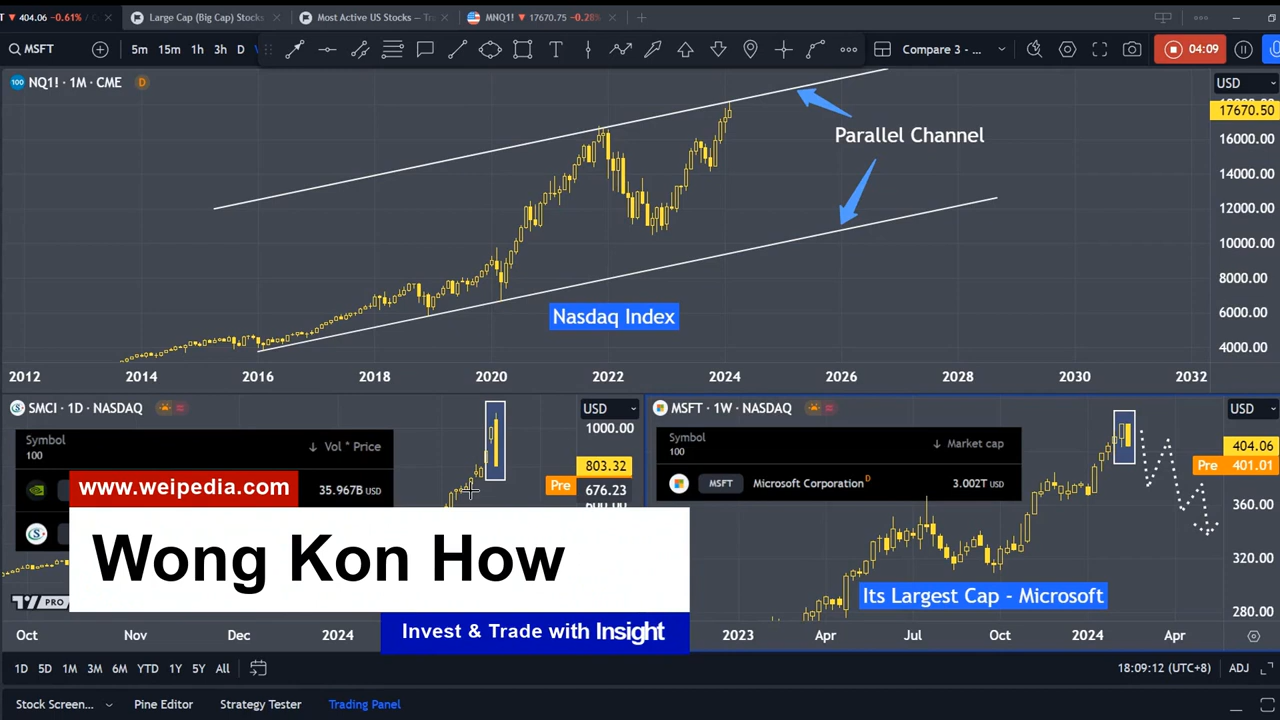 T 404.06 -0.61%
Large Cap (Big Cap) Stocks
Most Active US Stocks — Tra
MNQ1! 17670.75 -0.28%
MSFT
5m 15m 1h 3h D
Compare 3 - ...
04:09
100 NQ1! · 1M · CME D
USD
17670.50
16000.00
14000.00
12000.00
10000.00
8000.00
6000.00
4000.00
Parallel Channel
Nasdaq Index
2012 2014 2016 2018 2020 2022 2024 2026 2028 2030 2032
SMCI · 1D · NASDAQ
USD
1000.00
803.32
Pre 676.23
600.00
Symbol
100
↓ Vol * Price
35.967B USD
www.weipedia.com
Wong Kon How
Invest & Trade with Insight
PRO
Oct Nov Dec 2024
MSFT · 1W · NASDAQ
USD
Symbol
100
↓ Market cap
MSFT Microsoft Corporation D 3.002T USD
404.06
Pre 401.01
360.00
320.00
280.00
Its Largest Cap - Microsoft
2023 Apr Jul Oct 2024 Apr
1D 5D 1M 3M 6M YTD 1Y 5Y All
18:09:12 (UTC+8) ADJ
Stock Screen... Pine Editor Strategy Tester Trading Panel